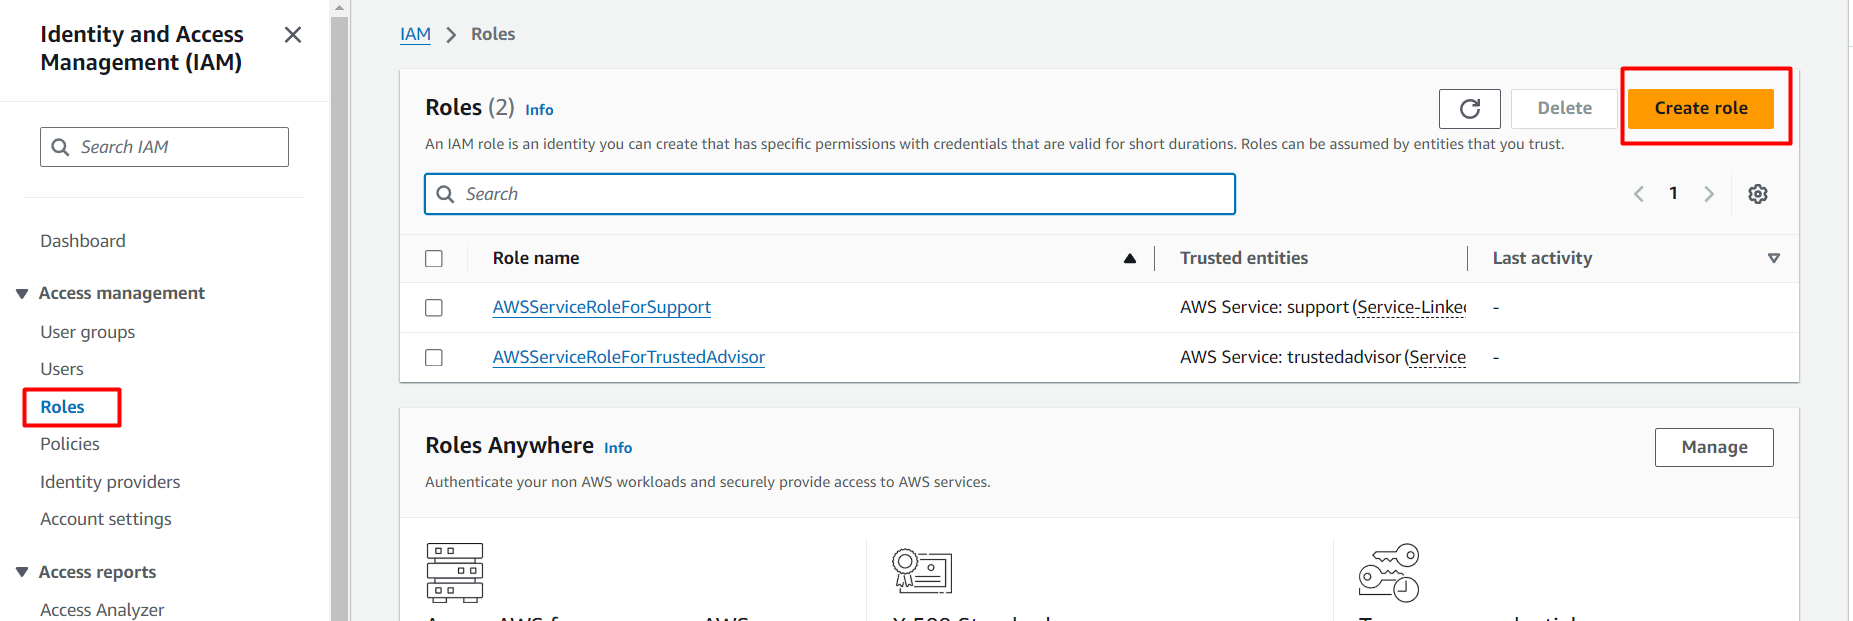 Identity and Access
Management (IAM)
Search IAM
Dashboard
Access management
User groups
Users
Roles
Policies
Identity providers
Account settings
Access reports
Access Analyzer
IAM > Roles
Roles (2) Info
Delete
Create role
An IAM role is an identity you can create that has specific permissions with credentials that are valid for short durations. Roles can be assumed by entities that you trust.
Search
1
Role name
Trusted entities
Last activity
AWSServiceRoleForSupport
AWS Service: support (Service-Linke
-
AWSServiceRoleForTrustedAdvisor
AWS Service: trustedadvisor (Service
-
Roles Anywhere Info
Manage
Authenticate your non AWS workloads and securely provide access to AWS services.